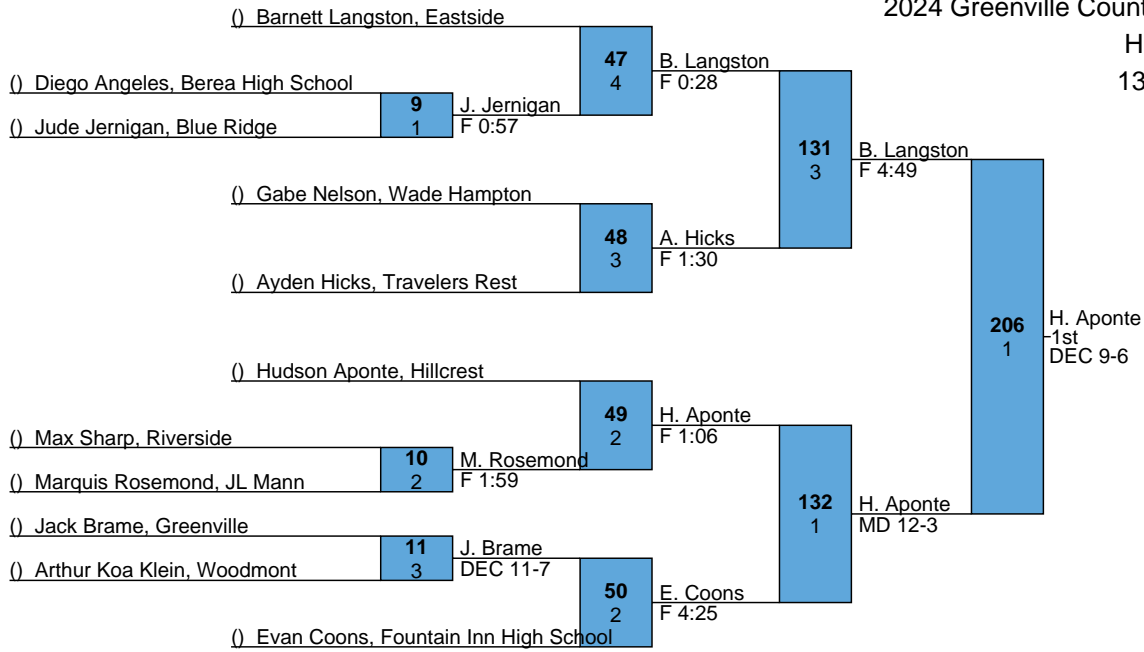 2024 Greenville Count
H
13
() Barnett Langston, Eastside
47
4
B. Langston
F 0:28
() Diego Angeles, Berea High School
9
1
J. Jernigan
F 0:57
() Jude Jernigan, Blue Ridge
131
3
B. Langston
F 4:49
() Gabe Nelson, Wade Hampton
48
3
A. Hicks
F 1:30
() Ayden Hicks, Travelers Rest
206
1
H. Aponte
1st
DEC 9-6
() Hudson Aponte, Hillcrest
49
2
H. Aponte
F 1:06
() Max Sharp, Riverside
10
2
M. Rosemond
F 1:59
() Marquis Rosemond, JL Mann
132
1
H. Aponte
MD 12-3
() Jack Brame, Greenville
11
3
J. Brame
DEC 11-7
() Arthur Koa Klein, Woodmont
50
2
E. Coons
F 4:25
() Evan Coons, Fountain Inn High School